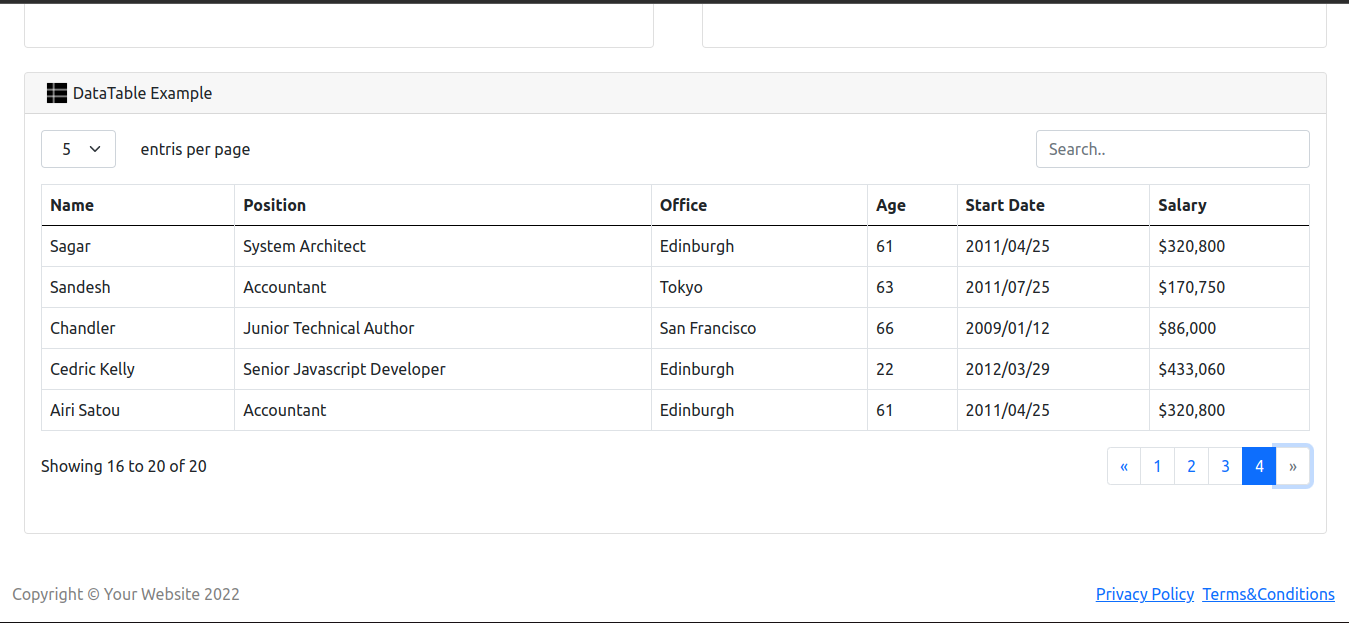 DataTable Example
5 entris per page Search..
Name Position Office Age Start Date Salary
Sagar System Architect Edinburgh 61 2011/04/25 $320,800
Sandesh Accountant Tokyo 63 2011/07/25 $170,750
Chandler Junior Technical Author San Francisco 66 2009/01/12 $86,000
Cedric Kelly Senior Javascript Developer Edinburgh 22 2012/03/29 $433,060
Airi Satou Accountant Edinburgh 61 2011/04/25 $320,800
Showing 16 to 20 of 20 « 1 2 3 4 »
Copyright © Your Website 2022 Privacy Policy Terms&Conditions